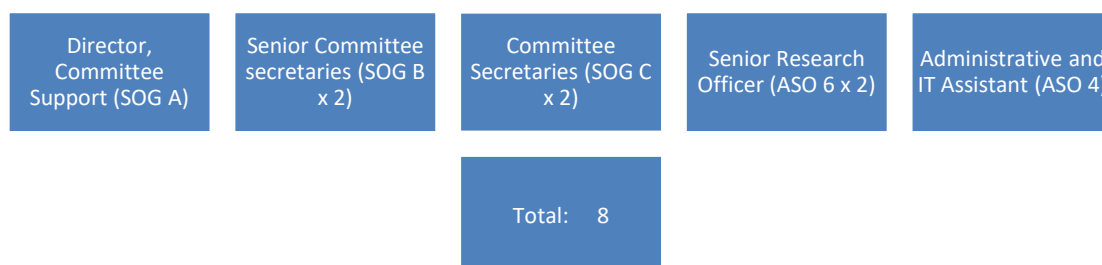 Director,
Committee
Support (SOG A)
Senior Committee
secretaries (SOG B
x 2)
Committee
Secretaries (SOG C
x 2)
Senior Research
Officer (ASO 6 x 2)
Administrative and
IT Assistant (ASO 4)
Total: 8